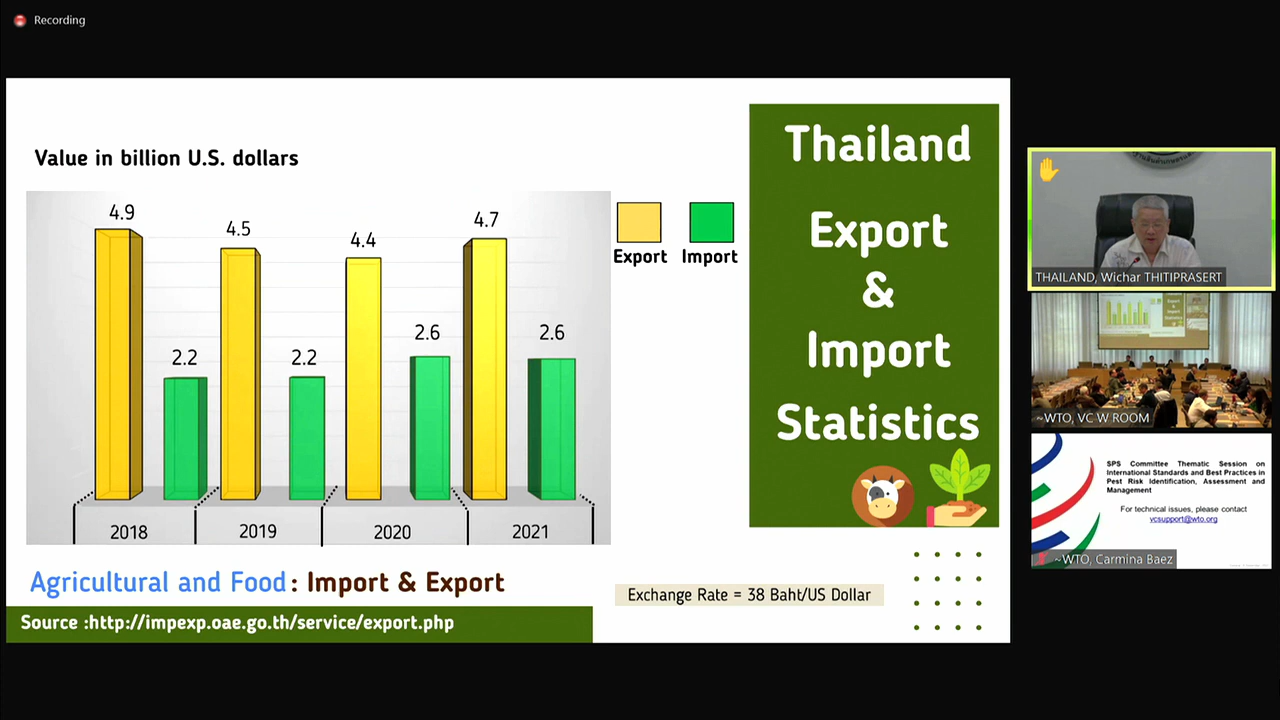 Recording
Value in billion U.S. dollars
4.9
2.2
4.5
2.2
4.4
2.6
4.7
2.6
2018
2019
2020
2021
Export
Import
Agricultural and Food : Import & Export
Source :http://impexp.oae.go.th/service/export.php
Exchange Rate = 38 Baht/US Dollar
Thailand
Export
&
Import
Statistics
THAILAND, Wichar THITIPRASERT
~WTO, VC W ROOM
SPS Committee Thematic Session on
International Standards and Best Practices in
Pest Risk Identification, Assessment and
Management
For technical issues, please contact
vcsupport@wto.org
~WTO, Carmina Baez